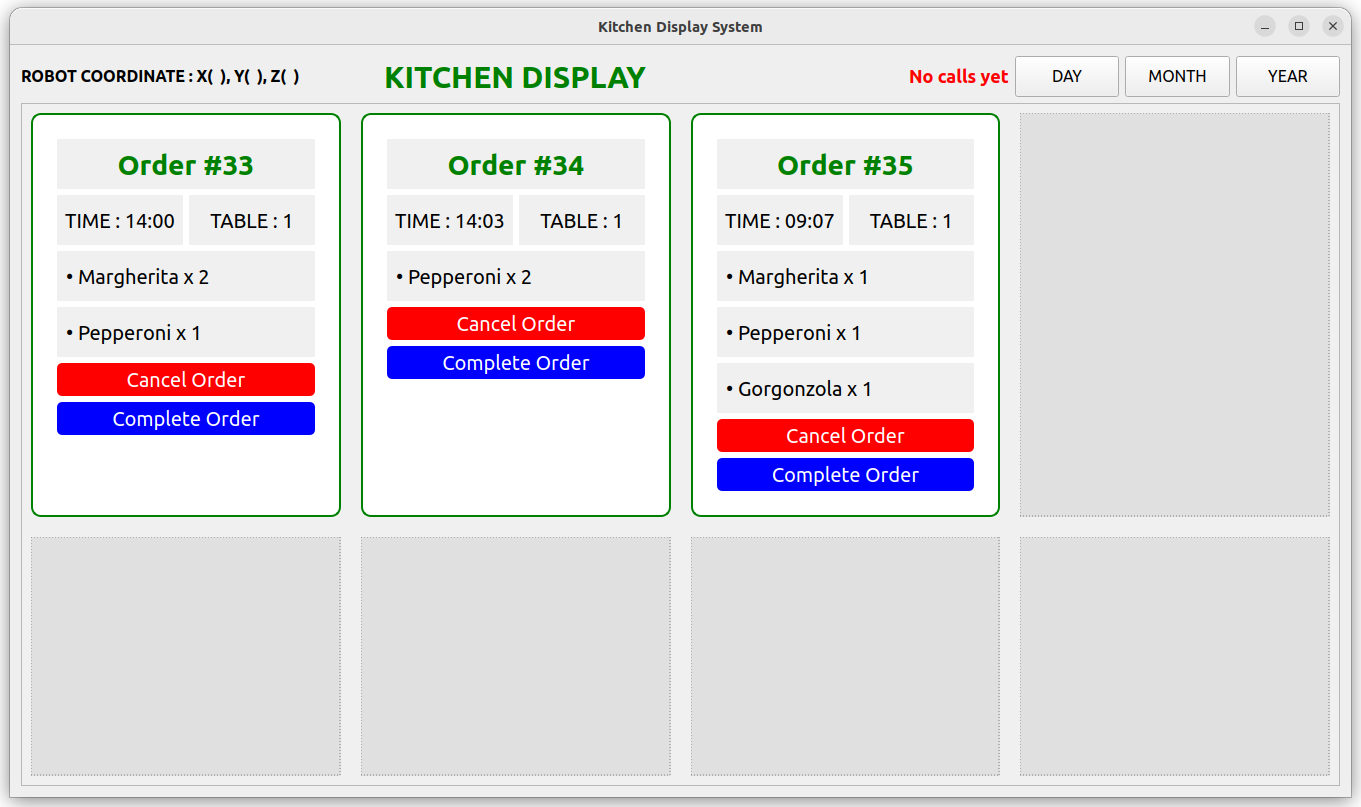 Kitchen Display System
ROBOT COORDINATE : X( ), Y( ), Z( )
KITCHEN DISPLAY
No calls yet
DAY
MONTH
YEAR
Order #33
TIME : 14:00
TABLE : 1
• Margherita x 2
• Pepperoni x 1
Cancel Order
Complete Order
Order #34
TIME : 14:03
TABLE : 1
• Pepperoni x 2
Cancel Order
Complete Order
Order #35
TIME : 09:07
TABLE : 1
• Margherita x 1
• Pepperoni x 1
• Gorgonzola x 1
Cancel Order
Complete Order